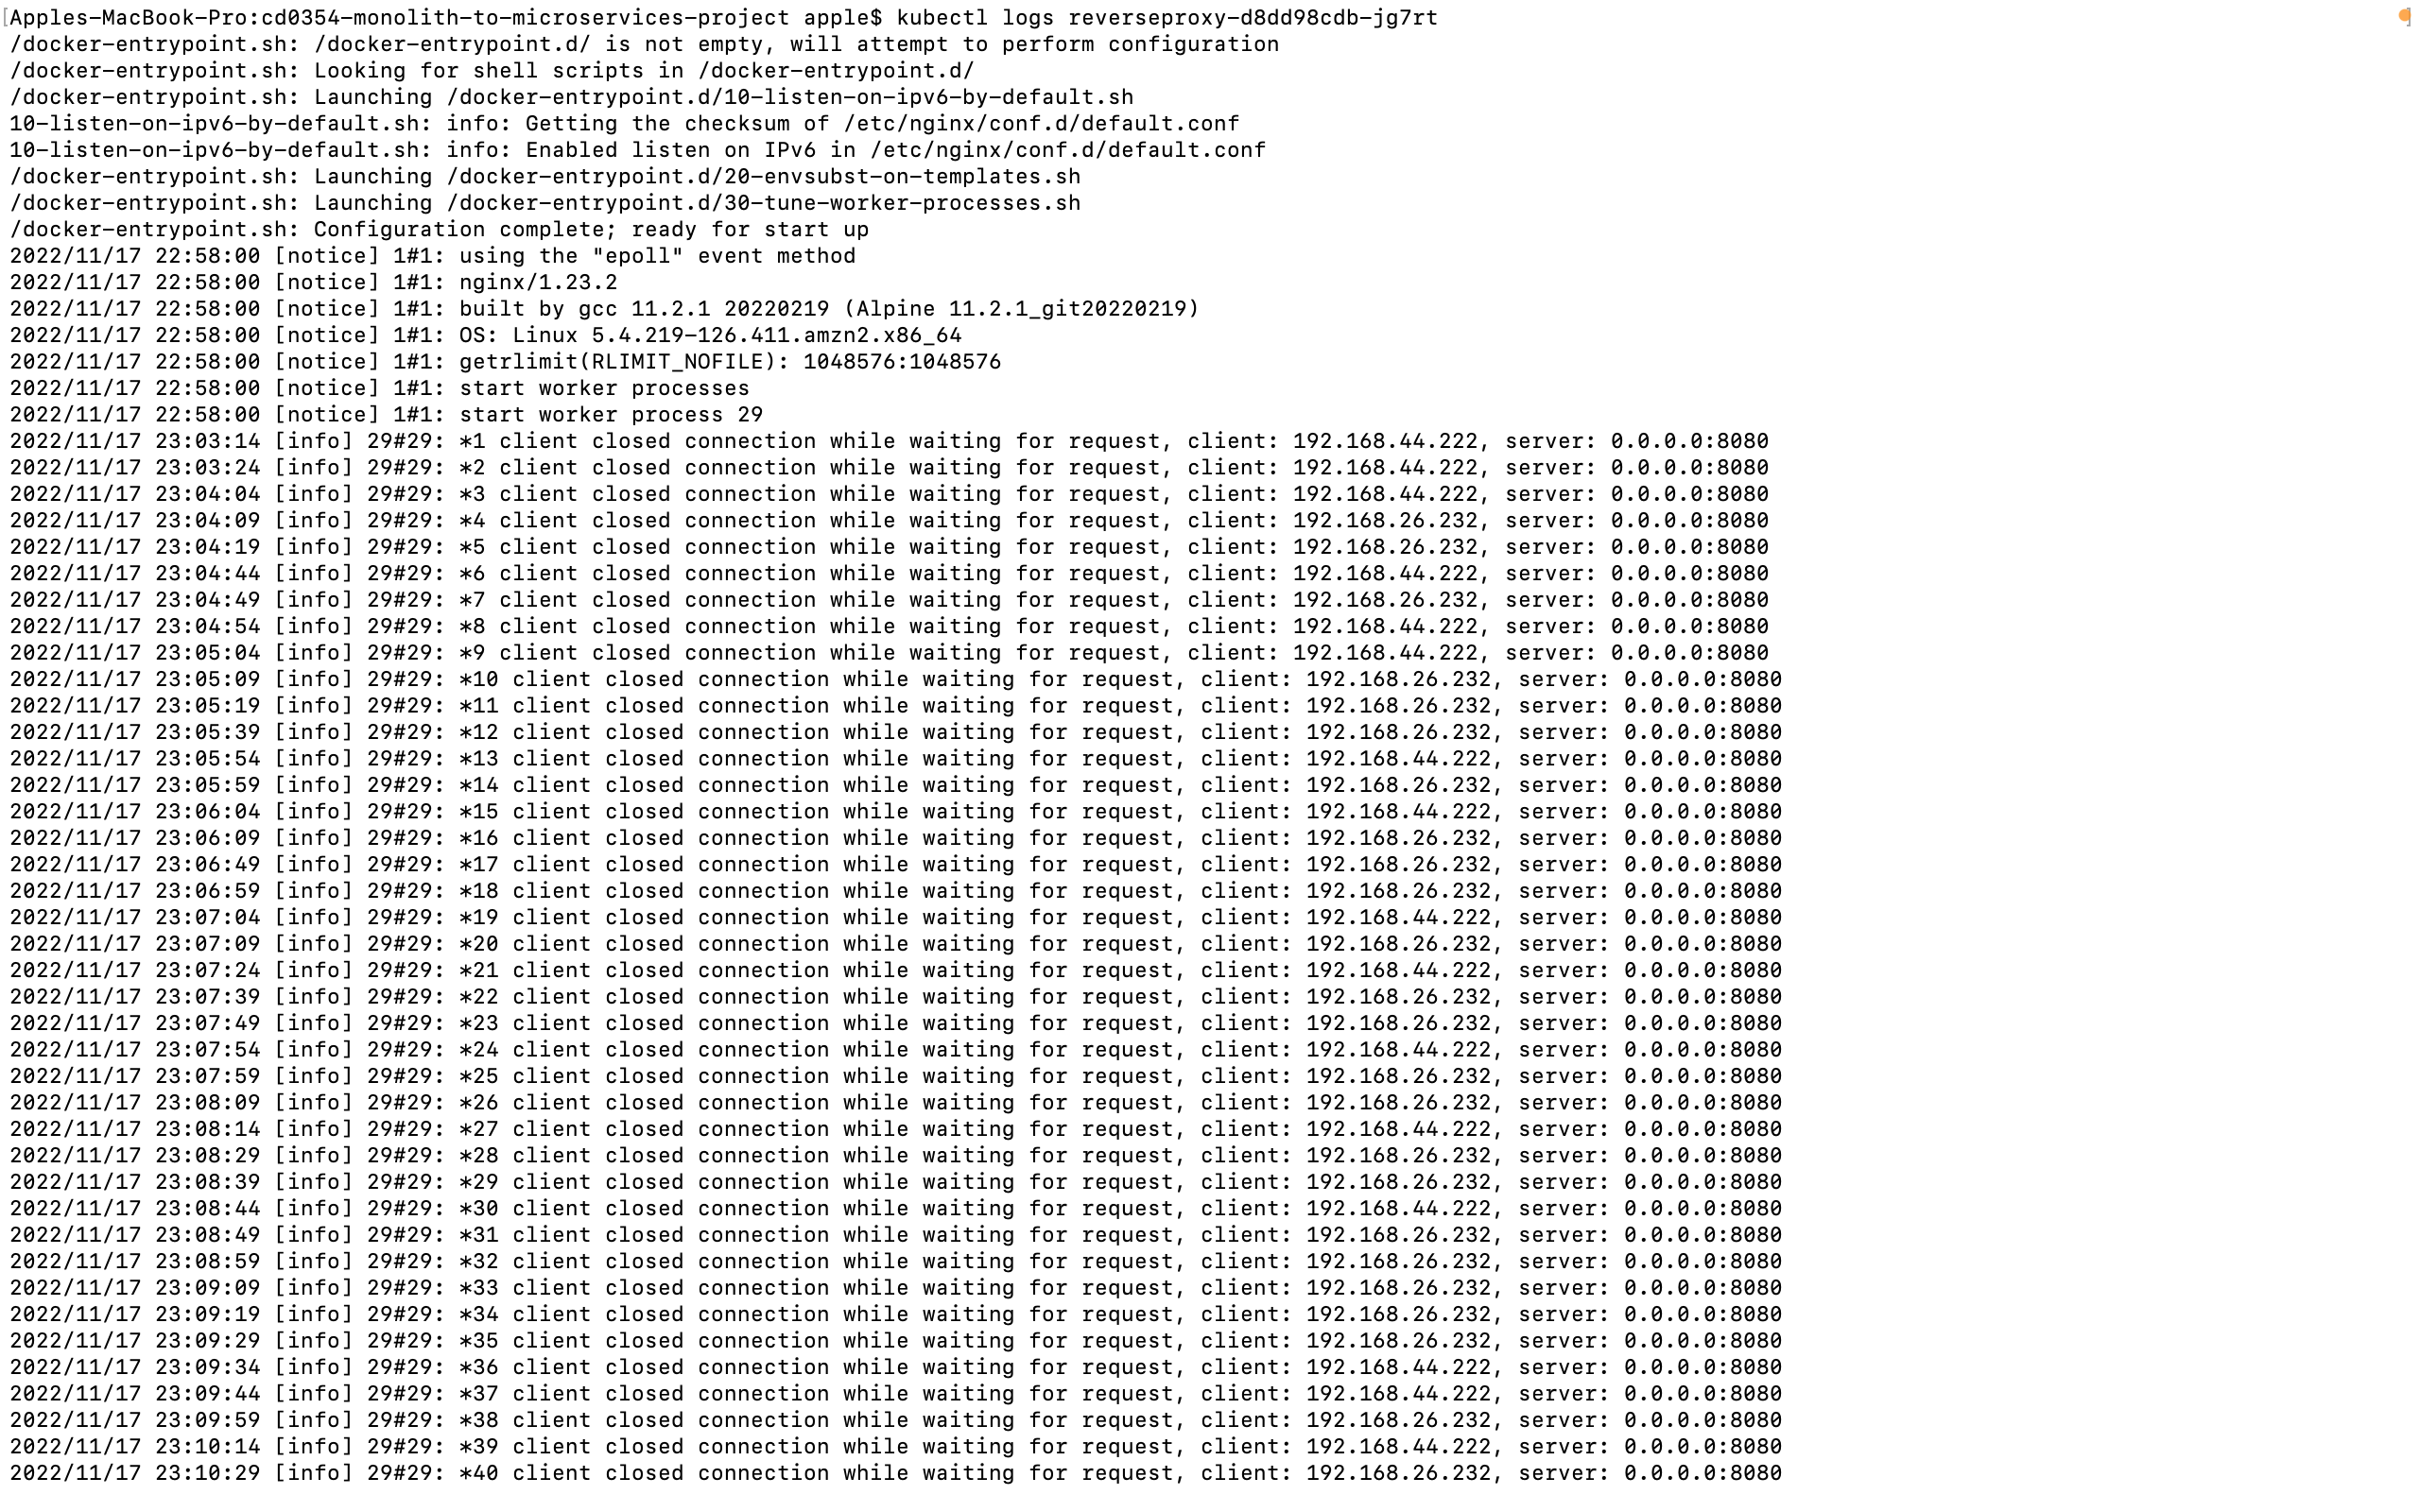 [Apples-MacBook-Pro:cd0354-monolith-to-microservices-project apple$ kubectl logs reverseproxy-d8dd98cdb-jg7rt ]
/docker-entrypoint.sh: /docker-entrypoint.d/ is not empty, will attempt to perform configuration
/docker-entrypoint.sh: Looking for shell scripts in /docker-entrypoint.d/
/docker-entrypoint.sh: Launching /docker-entrypoint.d/10-listen-on-ipv6-by-default.sh
10-listen-on-ipv6-by-default.sh: info: Getting the checksum of /etc/nginx/conf.d/default.conf
10-listen-on-ipv6-by-default.sh: info: Enabled listen on IPv6 in /etc/nginx/conf.d/default.conf
/docker-entrypoint.sh: Launching /docker-entrypoint.d/20-envsubst-on-templates.sh
/docker-entrypoint.sh: Launching /docker-entrypoint.d/30-tune-worker-processes.sh
/docker-entrypoint.sh: Configuration complete; ready for start up
2022/11/17 22:58:00 [notice] 1#1: using the "epoll" event method
2022/11/17 22:58:00 [notice] 1#1: nginx/1.23.2
2022/11/17 22:58:00 [notice] 1#1: built by gcc 11.2.1 20220219 (Alpine 11.2.1_git20220219)
2022/11/17 22:58:00 [notice] 1#1: OS: Linux 5.4.219-126.411.amzn2.x86_64
2022/11/17 22:58:00 [notice] 1#1: getrlimit(RLIMIT_NOFILE): 1048576:1048576
2022/11/17 22:58:00 [notice] 1#1: start worker processes
2022/11/17 22:58:00 [notice] 1#1: start worker process 29
2022/11/17 23:03:14 [info] 29#29: *1 client closed connection while waiting for request, client: 192.168.44.222, server: 0.0.0.0:8080
2022/11/17 23:03:24 [info] 29#29: *2 client closed connection while waiting for request, client: 192.168.44.222, server: 0.0.0.0:8080
2022/11/17 23:04:04 [info] 29#29: *3 client closed connection while waiting for request, client: 192.168.44.222, server: 0.0.0.0:8080
2022/11/17 23:04:09 [info] 29#29: *4 client closed connection while waiting for request, client: 192.168.26.232, server: 0.0.0.0:8080
2022/11/17 23:04:19 [info] 29#29: *5 client closed connection while waiting for request, client: 192.168.26.232, server: 0.0.0.0:8080
2022/11/17 23:04:44 [info] 29#29: *6 client closed connection while waiting for request, client: 192.168.44.222, server: 0.0.0.0:8080
2022/11/17 23:04:49 [info] 29#29: *7 client closed connection while waiting for request, client: 192.168.26.232, server: 0.0.0.0:8080
2022/11/17 23:04:54 [info] 29#29: *8 client closed connection while waiting for request, client: 192.168.44.222, server: 0.0.0.0:8080
2022/11/17 23:05:04 [info] 29#29: *9 client closed connection while waiting for request, client: 192.168.44.222, server: 0.0.0.0:8080
2022/11/17 23:05:09 [info] 29#29: *10 client closed connection while waiting for request, client: 192.168.26.232, server: 0.0.0.0:8080
2022/11/17 23:05:19 [info] 29#29: *11 client closed connection while waiting for request, client: 192.168.26.232, server: 0.0.0.0:8080
2022/11/17 23:05:39 [info] 29#29: *12 client closed connection while waiting for request, client: 192.168.26.232, server: 0.0.0.0:8080
2022/11/17 23:05:54 [info] 29#29: *13 client closed connection while waiting for request, client: 192.168.44.222, server: 0.0.0.0:8080
2022/11/17 23:05:59 [info] 29#29: *14 client closed connection while waiting for request, client: 192.168.26.232, server: 0.0.0.0:8080
2022/11/17 23:06:04 [info] 29#29: *15 client closed connection while waiting for request, client: 192.168.44.222, server: 0.0.0.0:8080
2022/11/17 23:06:09 [info] 29#29: *16 client closed connection while waiting for request, client: 192.168.26.232, server: 0.0.0.0:8080
2022/11/17 23:06:49 [info] 29#29: *17 client closed connection while waiting for request, client: 192.168.26.232, server: 0.0.0.0:8080
2022/11/17 23:06:59 [info] 29#29: *18 client closed connection while waiting for request, client: 192.168.26.232, server: 0.0.0.0:8080
2022/11/17 23:07:04 [info] 29#29: *19 client closed connection while waiting for request, client: 192.168.44.222, server: 0.0.0.0:8080
2022/11/17 23:07:09 [info] 29#29: *20 client closed connection while waiting for request, client: 192.168.26.232, server: 0.0.0.0:8080
2022/11/17 23:07:24 [info] 29#29: *21 client closed connection while waiting for request, client: 192.168.44.222, server: 0.0.0.0:8080
2022/11/17 23:07:39 [info] 29#29: *22 client closed connection while waiting for request, client: 192.168.26.232, server: 0.0.0.0:8080
2022/11/17 23:07:49 [info] 29#29: *23 client closed connection while waiting for request, client: 192.168.26.232, server: 0.0.0.0:8080
2022/11/17 23:07:54 [info] 29#29: *24 client closed connection while waiting for request, client: 192.168.44.222, server: 0.0.0.0:8080
2022/11/17 23:07:59 [info] 29#29: *25 client closed connection while waiting for request, client: 192.168.26.232, server: 0.0.0.0:8080
2022/11/17 23:08:09 [info] 29#29: *26 client closed connection while waiting for request, client: 192.168.26.232, server: 0.0.0.0:8080
2022/11/17 23:08:14 [info] 29#29: *27 client closed connection while waiting for request, client: 192.168.44.222, server: 0.0.0.0:8080
2022/11/17 23:08:29 [info] 29#29: *28 client closed connection while waiting for request, client: 192.168.26.232, server: 0.0.0.0:8080
2022/11/17 23:08:39 [info] 29#29: *29 client closed connection while waiting for request, client: 192.168.26.232, server: 0.0.0.0:8080
2022/11/17 23:08:44 [info] 29#29: *30 client closed connection while waiting for request, client: 192.168.44.222, server: 0.0.0.0:8080
2022/11/17 23:08:49 [info] 29#29: *31 client closed connection while waiting for request, client: 192.168.26.232, server: 0.0.0.0:8080
2022/11/17 23:08:59 [info] 29#29: *32 client closed connection while waiting for request, client: 192.168.26.232, server: 0.0.0.0:8080
2022/11/17 23:09:09 [info] 29#29: *33 client closed connection while waiting for request, client: 192.168.26.232, server: 0.0.0.0:8080
2022/11/17 23:09:19 [info] 29#29: *34 client closed connection while waiting for request, client: 192.168.26.232, server: 0.0.0.0:8080
2022/11/17 23:09:29 [info] 29#29: *35 client closed connection while waiting for request, client: 192.168.26.232, server: 0.0.0.0:8080
2022/11/17 23:09:34 [info] 29#29: *36 client closed connection while waiting for request, client: 192.168.44.222, server: 0.0.0.0:8080
2022/11/17 23:09:44 [info] 29#29: *37 client closed connection while waiting for request, client: 192.168.44.222, server: 0.0.0.0:8080
2022/11/17 23:09:59 [info] 29#29: *38 client closed connection while waiting for request, client: 192.168.26.232, server: 0.0.0.0:8080
2022/11/17 23:10:14 [info] 29#29: *39 client closed connection while waiting for request, client: 192.168.44.222, server: 0.0.0.0:8080
2022/11/17 23:10:29 [info] 29#29: *40 client closed connection while waiting for request, client: 192.168.26.232, server: 0.0.0.0:8080